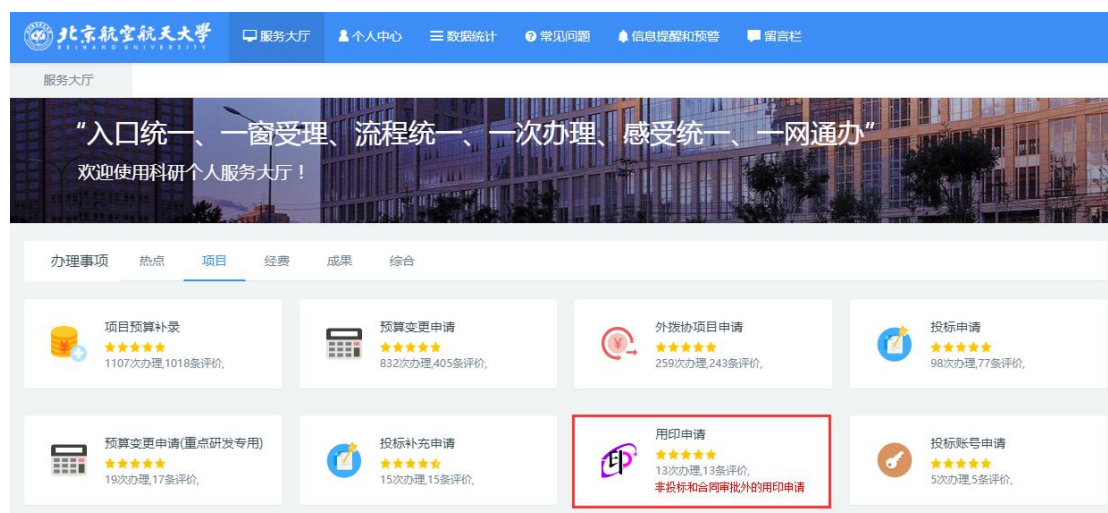 北京航空航天大学 服务大厅 个人中心 数据统计 常见问题 信息提醒和预警 留言栏
BEIHANG UNIVERSITY
服务大厅
“入口统一、一窗受理、流程统一、一次办理、感受统一、一网通办”
欢迎使用科研个人服务大厅！
办理事项 热点 项目 经费 成果 综合
项目预算补录
1107次办理,1018条评价,
预算变更申请
832次办理,405条评价,
外拨协项目申请
259次办理,243条评价,
投标申请
98次办理,77条评价,
预算变更申请(重点研发专用)
19次办理,17条评价,
投标补充申请
15次办理,15条评价,
印
用印申请
13次办理,13条评价,
非投标和合同审批外的用印申请
投标账号申请
5次办理,5条评价,